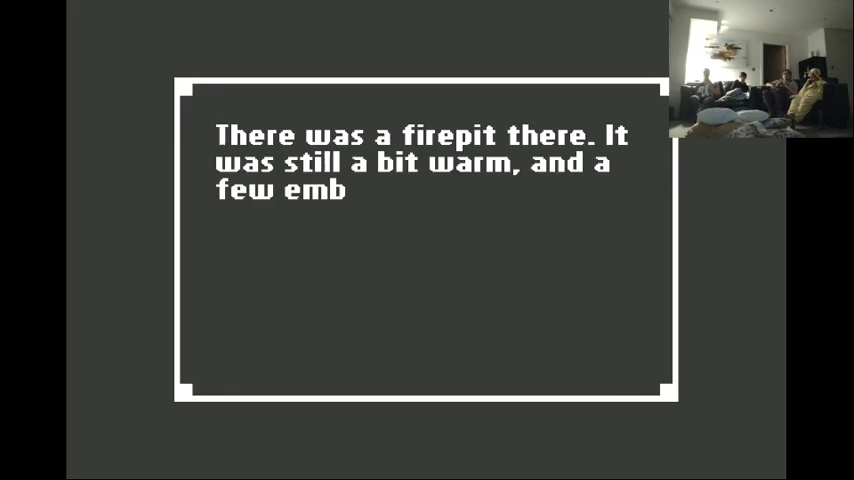 There was a firepit there. It
was still a bit warm, and a
few emb